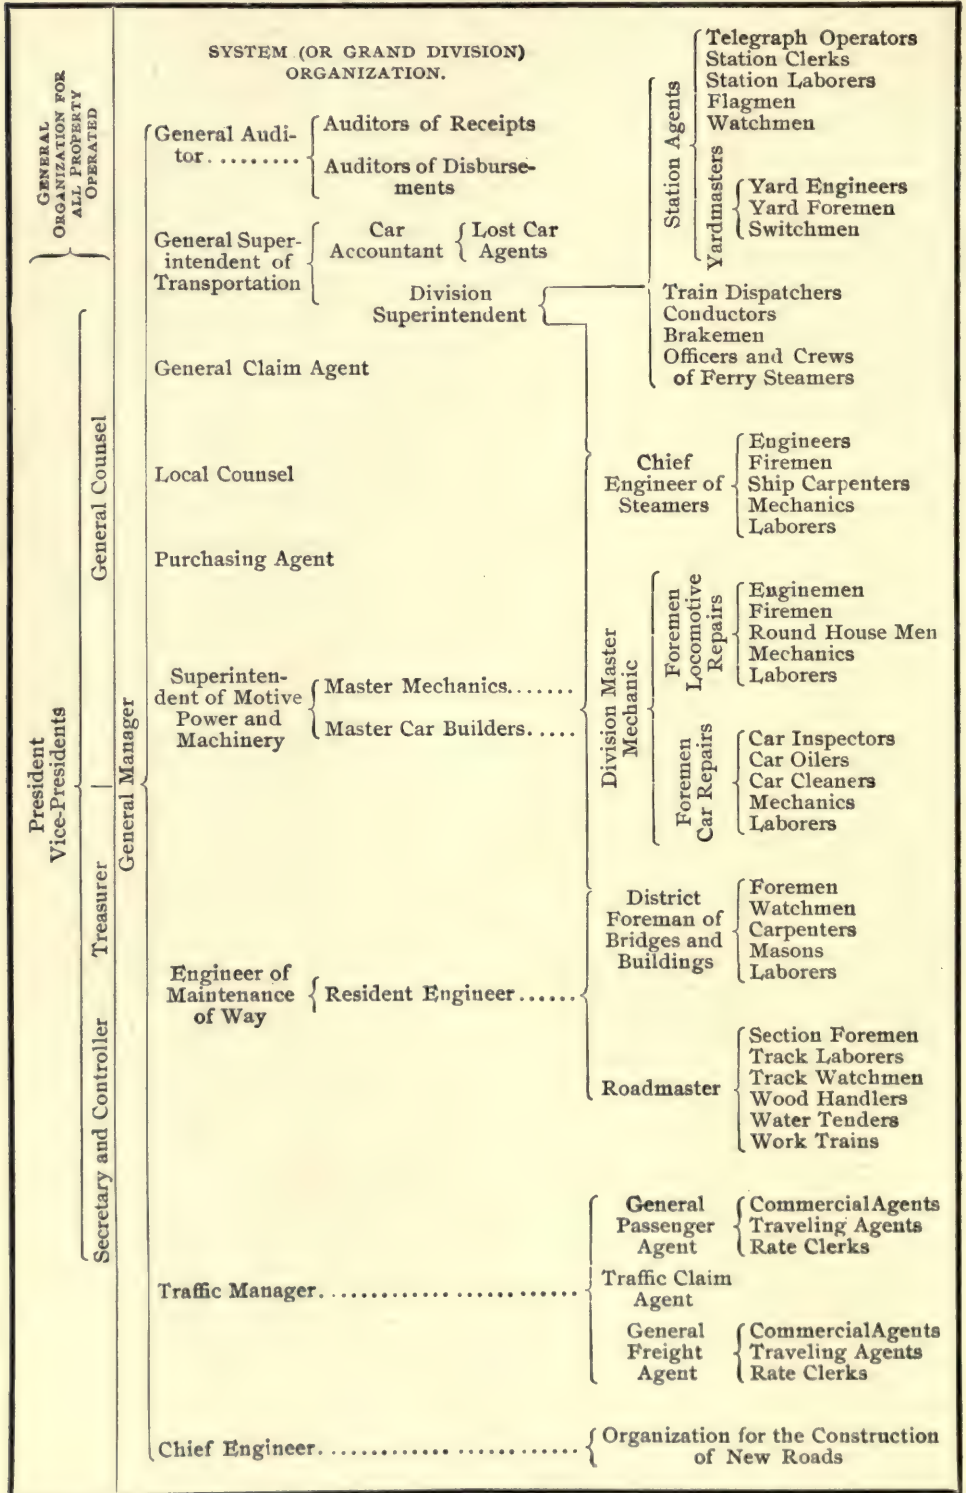 GENERAL
ORGANIZATION FOR
ALL PROPERTY
OPERATED
President
Vice-Presidents
General Counsel
Treasurer
Secretary and Controller
General Manager
SYSTEM (OR GRAND DIVISION)
ORGANIZATION.
General Audi-
tor.........
Auditors of Receipts
Auditors of Disburse-
ments
General Super-
intendent of
Transportation
Car
Accountant
Lost Car
Agents
Division
Superintendent
Station Agents
Telegraph Operators
Station Clerks
Station Laborers
Flagmen
Watchmen
Yardmasters
Yard Engineers
Yard Foremen
Switchmen
Train Dispatchers
Conductors
Brakemen
Officers and Crews
of Ferry Steamers
General Claim Agent
Local Counsel
Purchasing Agent
Chief
Engineer of
Steamers
Engineers
Firemen
Ship Carpenters
Mechanics
Laborers
Superinten-
dent of Motive
Power and
Machinery
Master Mechanics.......
Master Car Builders.....
Division Master
Mechanic
Foremen
Locomotive
Repairs
Enginemen
Firemen
Round House Men
Mechanics
Laborers
Foremen
Car Repairs
Car Inspectors
Car Oilers
Car Cleaners
Mechanics
Laborers
Engineer of
Maintenance
of Way
Resident Engineer......
District
Foreman of
Bridges and
Buildings
Foremen
Watchmen
Carpenters
Masons
Laborers
Roadmaster
Section Foremen
Track Laborers
Track Watchmen
Wood Handlers
Water Tenders
Work Trains
Traffic Manager..........................
General
Passenger
Agent
Commercial Agents
Traveling Agents
Rate Clerks
Traffic Claim
Agent
General
Freight
Agent
Commercial Agents
Traveling Agents
Rate Clerks
Chief Engineer..........................
Organization for the Construction
of New Roads